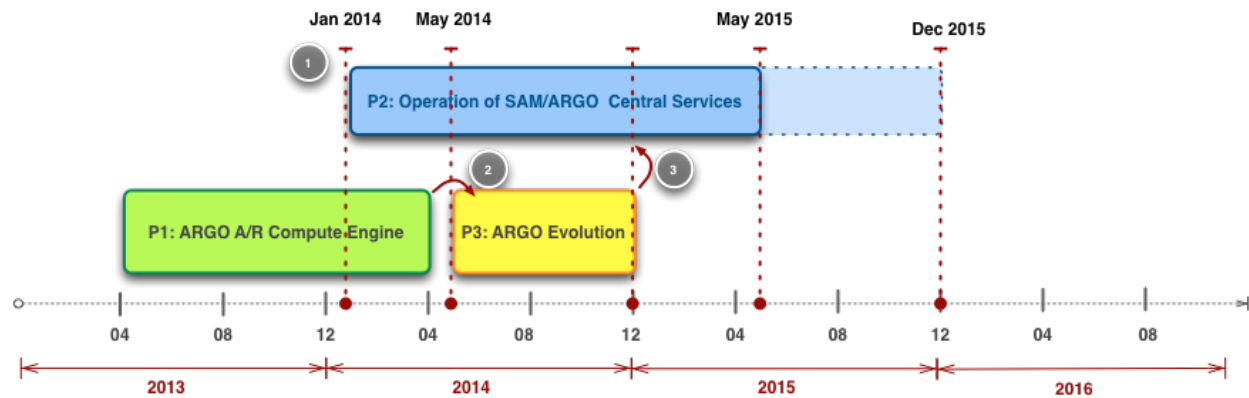 Jan 2014
May 2014
May 2015
Dec 2015
1
P2: Operation of SAM/ARGO Central Services
2
3
P1: ARGO A/R Compute Engine
P3: ARGO Evolution
04
08
12
04
08
12
04
08
12
04
08
2013
2014
2015
2016